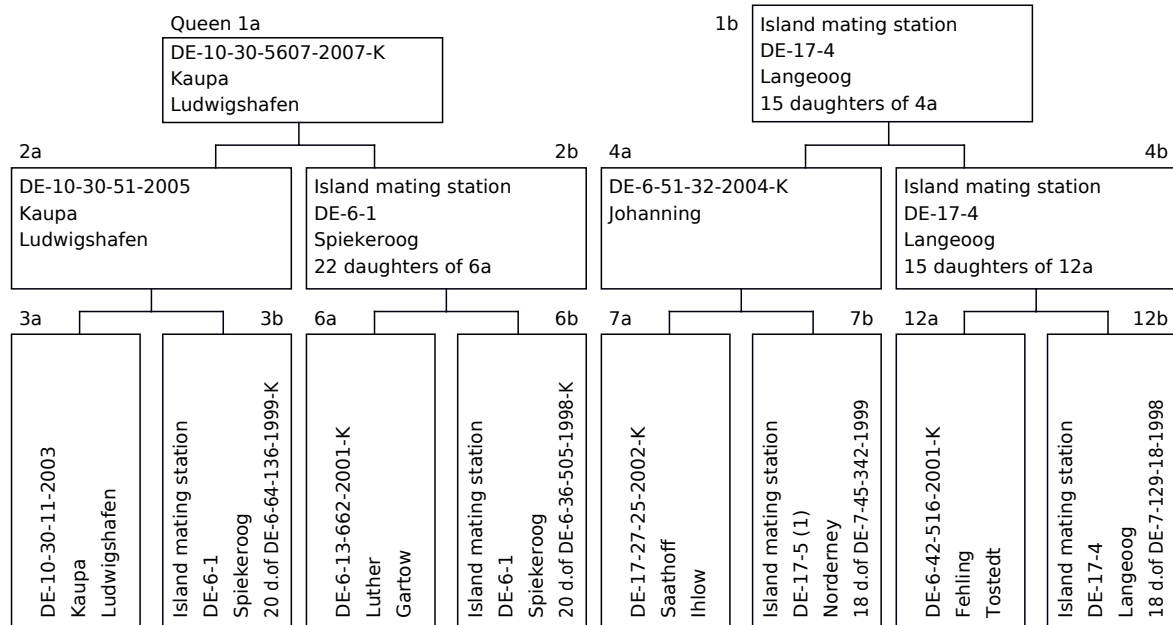 Queen 1a
DE-10-30-5607-2007-K
Kaupa
Ludwigshafen
1b
Island mating station
DE-17-4
Langeoog
15 daughters of 4a
2a
DE-10-30-51-2005
Kaupa
Ludwigshafen
2b
Island mating station
DE-6-1
Spiekeroog
22 daughters of 6a
4a
DE-6-51-32-2004-K
Johanning
4b
Island mating station
DE-17-4
Langeoog
15 daughters of 12a
3a
DE-10-30-11-2003
Kaupa
Ludwigshafen
3b
Island mating station
DE-6-1
Spiekeroog
20 d.of DE-6-64-136-1999-K
6a
DE-6-13-662-2001-K
Luther
Gartow
6b
Island mating station
DE-6-1
Spiekeroog
20 d.of DE-6-36-505-1998-K
7a
DE-17-27-25-2002-K
Saathoff
Ihlow
7b
Island mating station
DE-17-5 (1)
Norderney
18 d.of DE-7-45-342-1999
12a
DE-6-42-516-2001-K
Fehling
Tostedt
12b
Island mating station
DE-17-4
Langeoog
18 d.of DE-7-129-18-1998